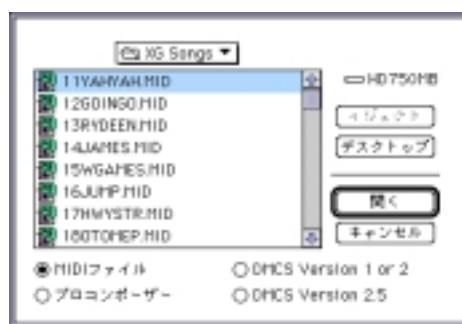 XG Songs
11YAHYAH.MID
12GOINGO.MID
13RYDEEN.MID
14JAMES.MID
15WGAMES.MID
16JUMP.MID
17HWYSTR.MID
18OTOMEP.MID
HD750MB
イジェクト
デスクトップ
開く
キャンセル
MIDIファイル
DMCS Version 1 or 2
プロコンポーザー
DMCS Version 2.5